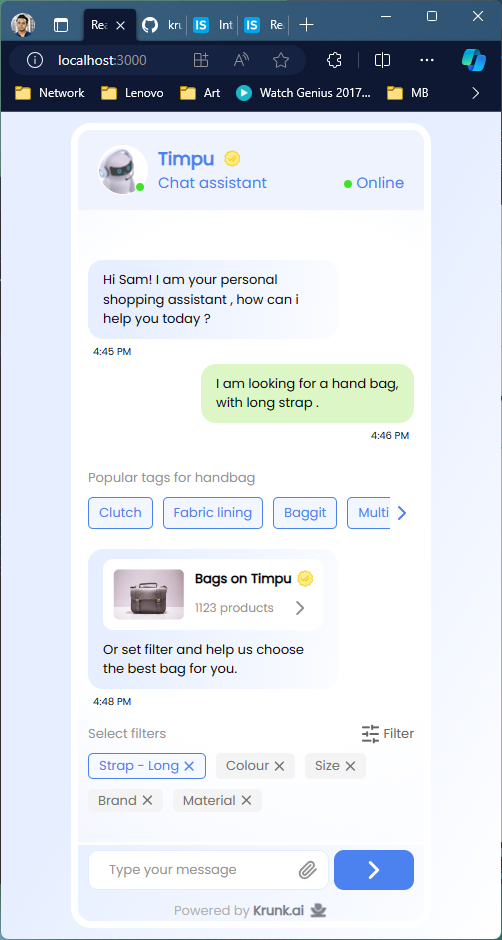 Rea
kru
Int
Re
localhost:3000
Network Lenovo Art Watch Genius 2017... MB
Timpu
Chat assistant Online
Hi Sam! I am your personal
shopping assistant , how can i
help you today ?
4:45 PM
I am looking for a hand bag,
with long strap .
4:46 PM
Popular tags for handbag
Clutch Fabric lining Baggit Multi
Bags on Timpu
1123 products
Or set filter and help us choose
the best bag for you.
4:48 PM
Select filters Filter
Strap - Long Colour Size
Brand Material
Type your message
Powered by Krunk.ai